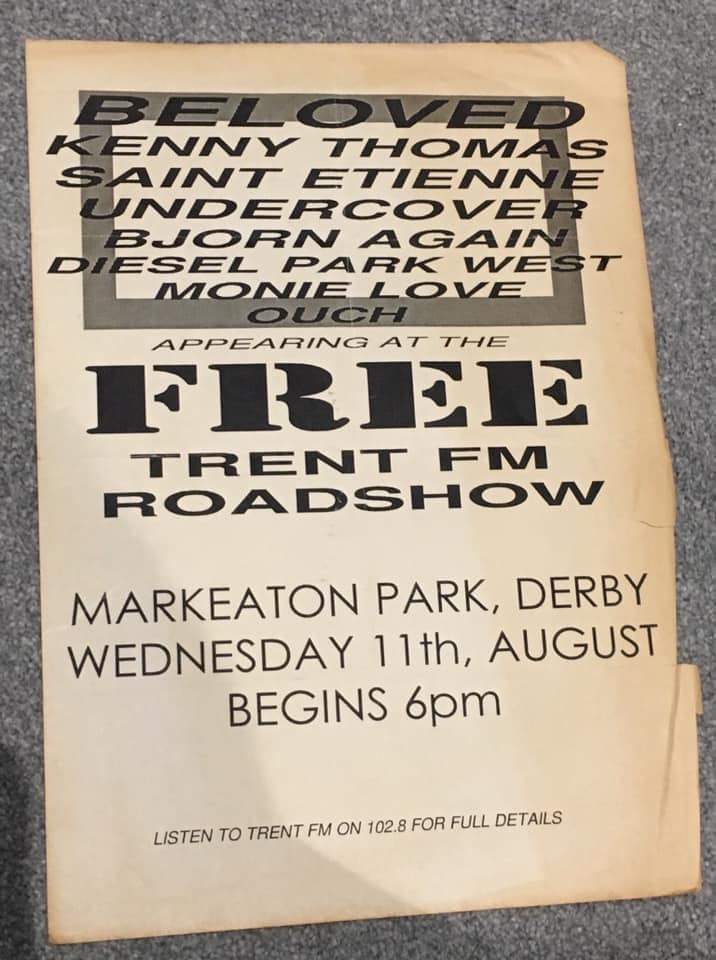 BELOVED
KENNY THOMAS
SAINT ETIENNE
UNDERCOVER
BJORN AGAIN
DIESEL PARK WEST
MONIE LOVE
OUCH
APPEARING AT THE
FREE
TRENT FM
ROADSHOW
MARKEATON PARK, DERBY
WEDNESDAY 11th, AUGUST
BEGINS 6pm
LISTEN TO TRENT FM ON 102.8 FOR FULL DETAILS